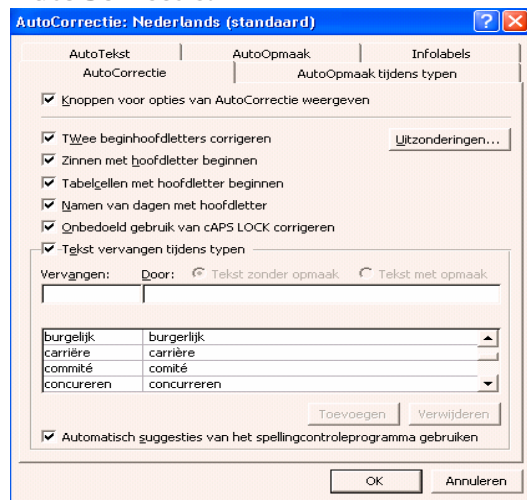 AutoCorrectie: Nederlands (standaard)
AutoTekst AutoOpmaak Infolabels
AutoCorrectie AutoOpmaak tijdens typen
Knoppen voor opties van AutoCorrectie weergeven
TWee beginhoofdletters corrigeren Uitzonderingen...
Zinnen met hoofdletter beginnen
Tabelcellen met hoofdletter beginnen
Namen van dagen met hoofdletter
Onbedoeld gebruik van cAPS LOCK corrigeren
Tekst vervangen tijdens typen
Vervangen: Door: Tekst zonder opmaak Tekst met opmaak
burgelijk burgerlijk
carriére carrière
commité comité
concureren concurreren
Toevoegen Verwijderen
Automatisch suggesties van het spellingcontroleprogramma gebruiken
OK Annuleren